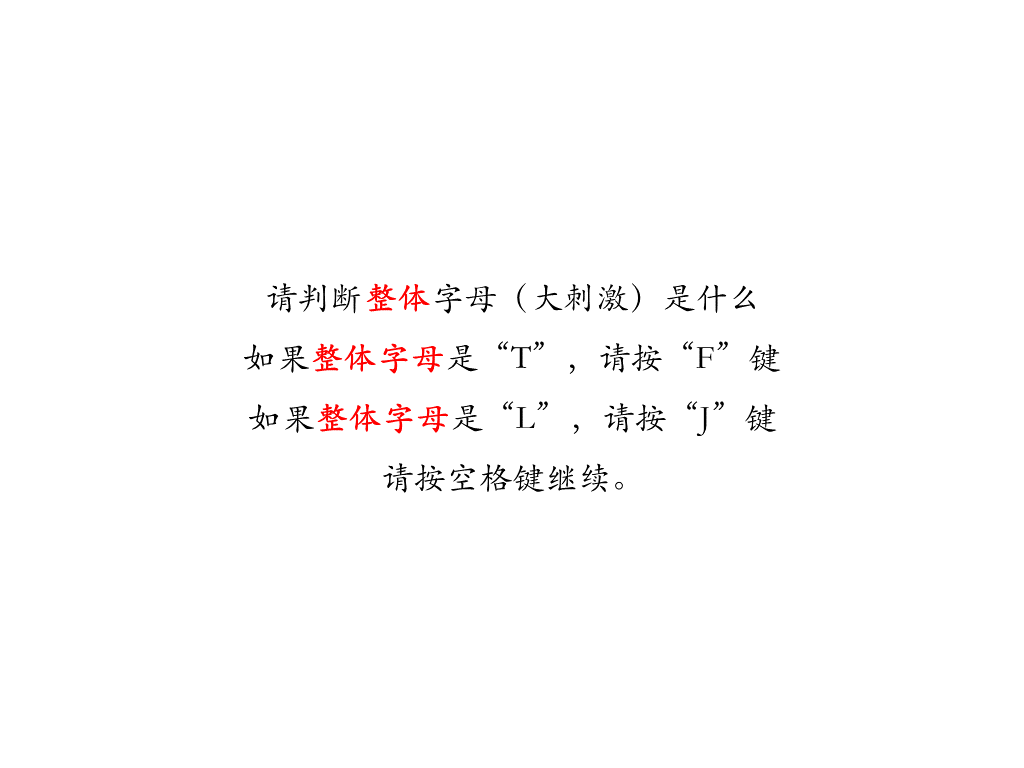 请判断整体字母（大刺激）是什么
如果整体字母是“T”，请按“F”键
如果整体字母是“L”，请按“J”键
请按空格键继续。